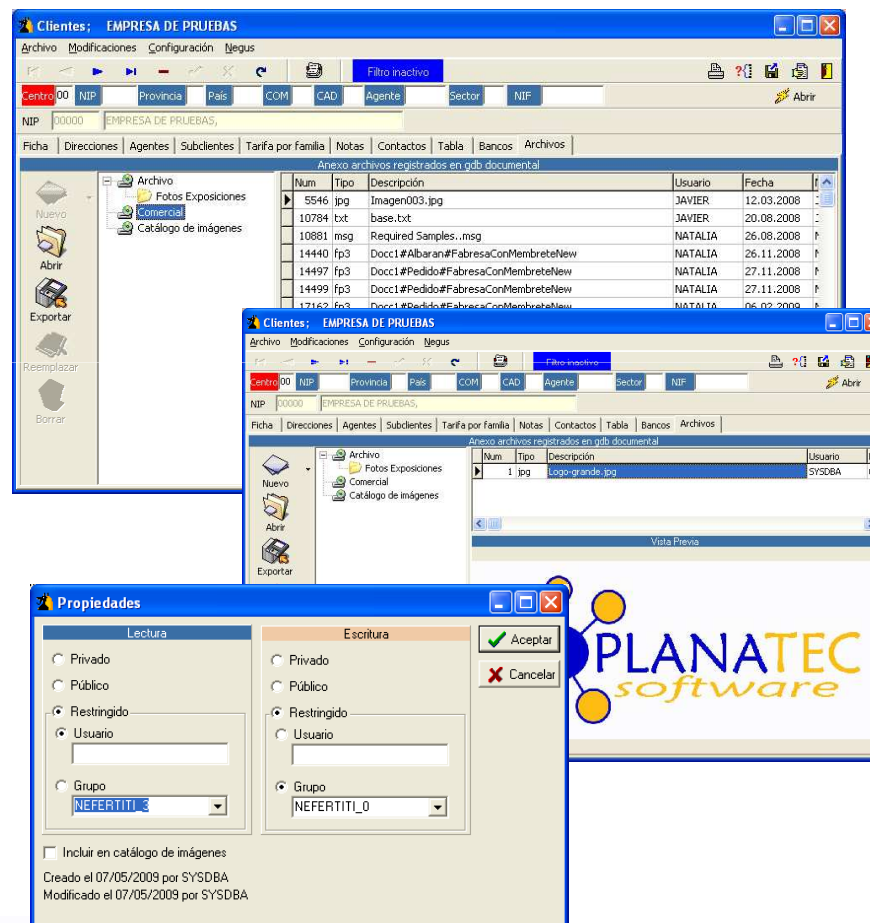 Clientes; EMPRESA DE PRUEBAS
Archivo Modificaciones Configuración Negus
Filtro inactivo
Centro 00 NIP Provincia País COM CAD Agente Sector NIF Abrir
NIP 00000 EMPRESA DE PRUEBAS,
Ficha Direcciones Agentes Subclientes Tarifa por familia Notas Contactos Tabla Bancos Archivos
Anexo archivos registrados en gdb documental
Nuevo
Abrir
Exportar
Reemplazar
Borrar
Archivo
Fotos Exposiciones
Comercial
Catálogo de imágenes
Num Tipo Descripción Usuario Fecha
5546 jpg Imagen003.jpg JAVIER 12.03.2008
10784 txt base.txt JAVIER 20.08.2008
10881 msg Required Samples..msg NATALIA 26.08.2008
14440 fp3 Docc1#Albaran#FabresaConMembreteNew NATALIA 26.11.2008
14497 fp3 Docc1#Pedido#FabresaConMembreteNew NATALIA 27.11.2008
14499 fp3 Docc1#Pedido#FabresaConMembreteNew NATALIA 27.11.2008
17162 fp3 Docc1#Pedido#FabresaConMembreteNew NATALIA 06.02.2009
Clientes; EMPRESA DE PRUEBAS
Archivo Modificaciones Configuración Negus
Filtro inactivo
Centro 00 NIP Provincia País COM CAD Agente Sector NIF Abrir
NIP 00000 EMPRESA DE PRUEBAS,
Ficha Direcciones Agentes Subclientes Tarifa por familia Notas Contactos Tabla Bancos Archivos
Anexo archivos registrados en gdb documental
Nuevo
Abrir
Exportar
Archivo
Fotos Exposiciones
Comercial
Catálogo de imágenes
Num Tipo Descripción Usuario
1 jpg Logo-grande.jpg SYSDBA
Vista Previa
PLANATEC
software
Propiedades
Lectura
Privado
Público
Restringido
Usuario
Grupo
NEFERTITI_3
Escritura
Privado
Público
Restringido
Usuario
Grupo
NEFERTITI_0
Aceptar
Cancelar
Incluir en catálogo de imágenes
Creado el 07/05/2009 por SYSDBA
Modificado el 07/05/2009 por SYSDBA